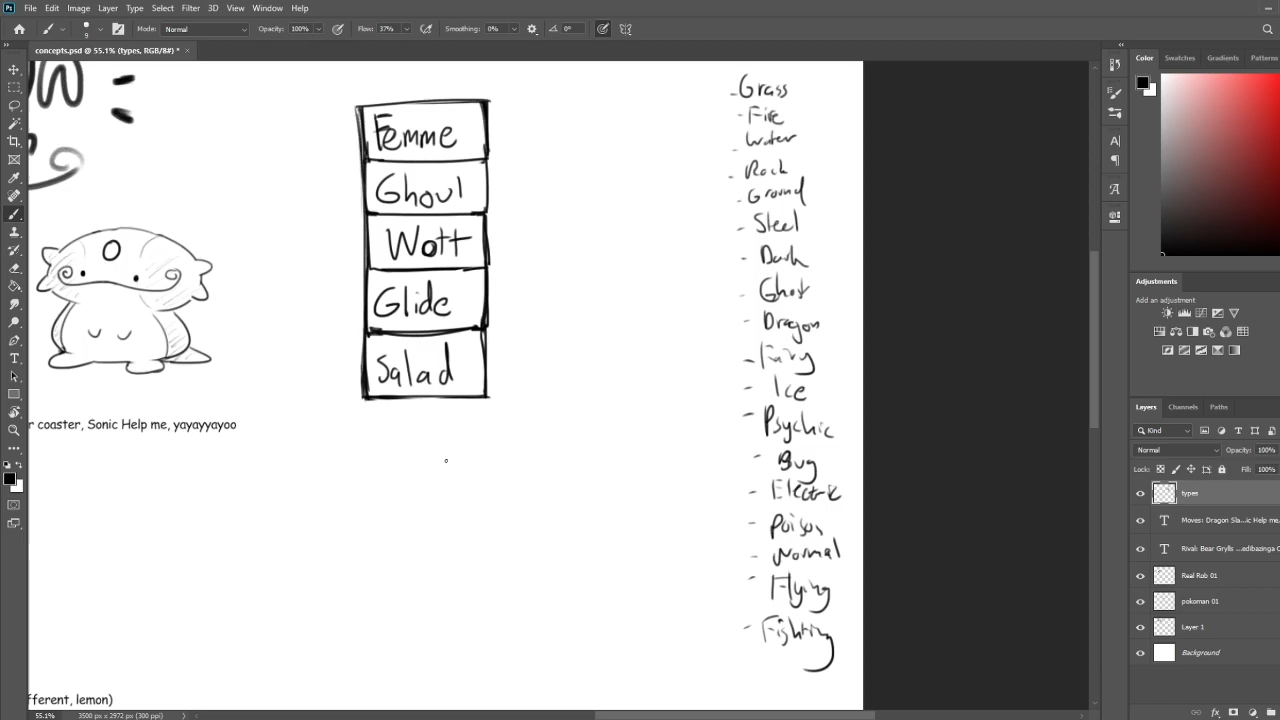 File Edit Image Layer Type Select Filter 3D View Window Help
9 Mode: Normal Opacity: 100% Flow: 37% Smoothing: 0% 0°
concepts.psd @ 55.1% (types, RGB/8#) *
Femme
Ghoul
Wott
Glide
Salad
r coaster, Sonic Help me, yayayyayoo
fferent, lemon)
- Grass
- Fire
- Water
- Rock
- Ground
- Steel
- Dark
- Ghost
- Dragon
- Fairy
- Ice
- Psychic
- Bug
- Electric
- Poison
- Normal
- Flying
- Fighting
Color Swatches Gradients Patterns
Adjustments
Add an adjustment
Layers Channels Paths
Kind
Normal Opacity: 100%
Lock: Fill: 100%
types
Moves: Dragon Sla...ic Help me,
Rival: Bear Grylls ...edibazinga
Real Rob 01
pokoman 01
Layer 1
Background
55.1% 3500 px x 2972 px (300 ppi)